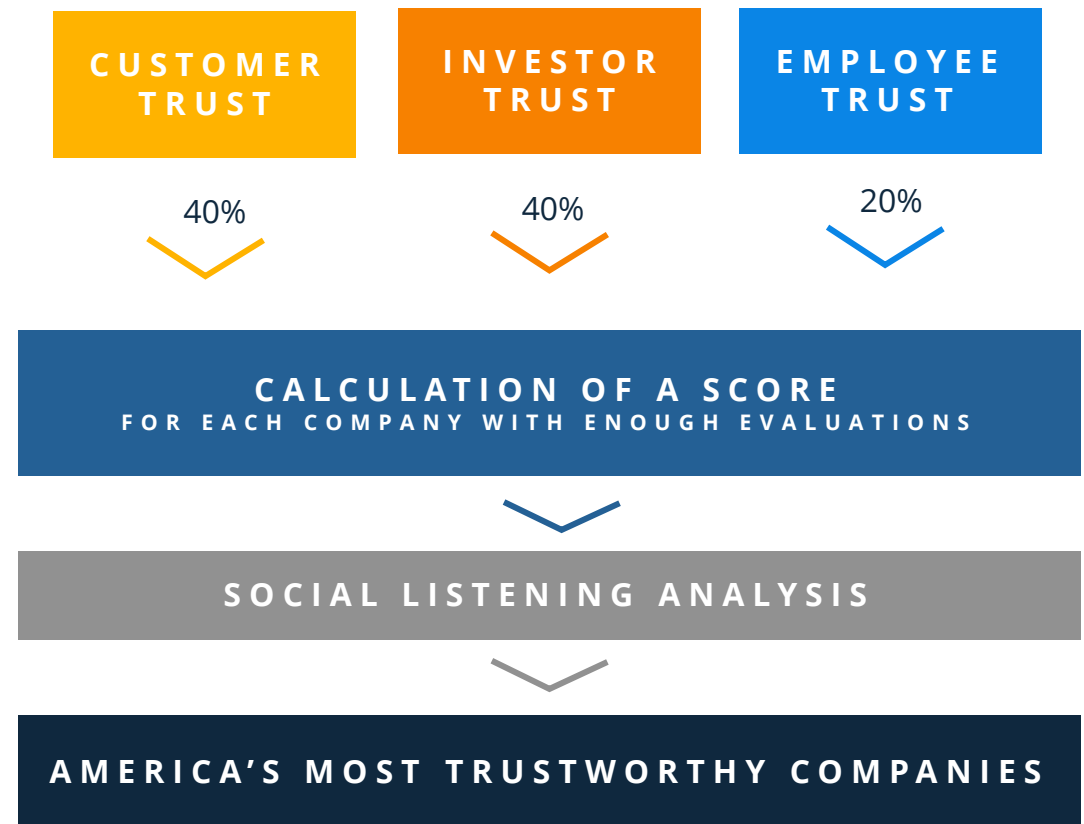 CUSTOMER
TRUST
INVESTOR
TRUST
EMPLOYEE
TRUST
40%
40%
20%
CALCULATION OF A SCORE
FOR EACH COMPANY WITH ENOUGH EVALUATIONS
SOCIAL LISTENING ANALYSIS
AMERICA’S MOST TRUSTWORTHY COMPANIES